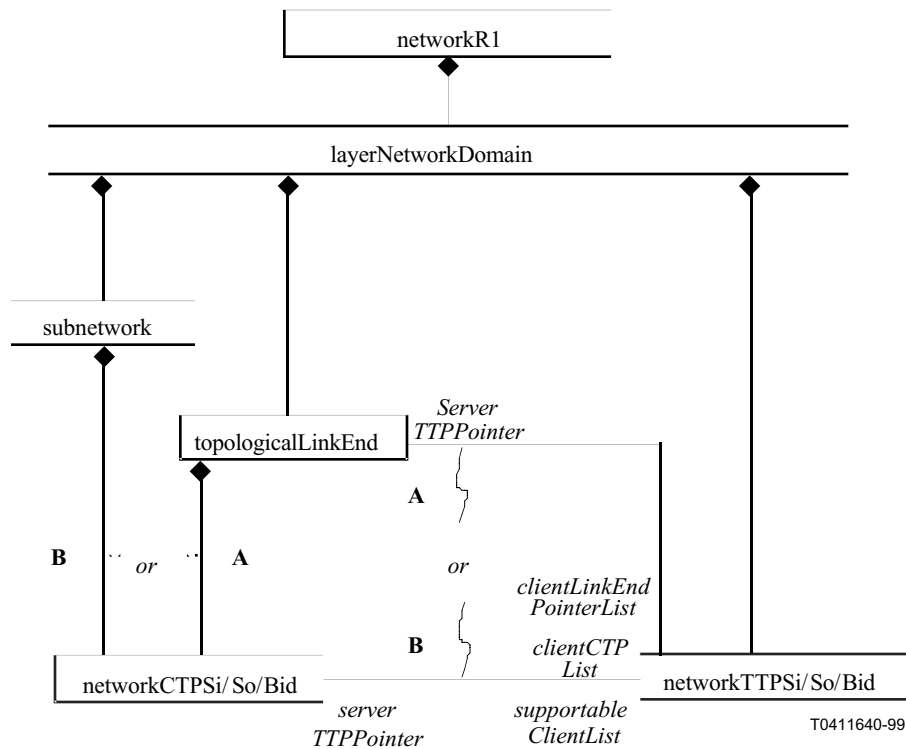 networkR1
layerNetworkDomain
subnetwork
topologicalLinkEnd
Server
TTPPointer
A
B
or
A
or
clientLinkEnd
PointerList
B
clientCTP
List
networkCTPSi/So/Bid
networkTTPSi/So/Bid
server
TTPPointer
supportable
ClientList
T0411640-99